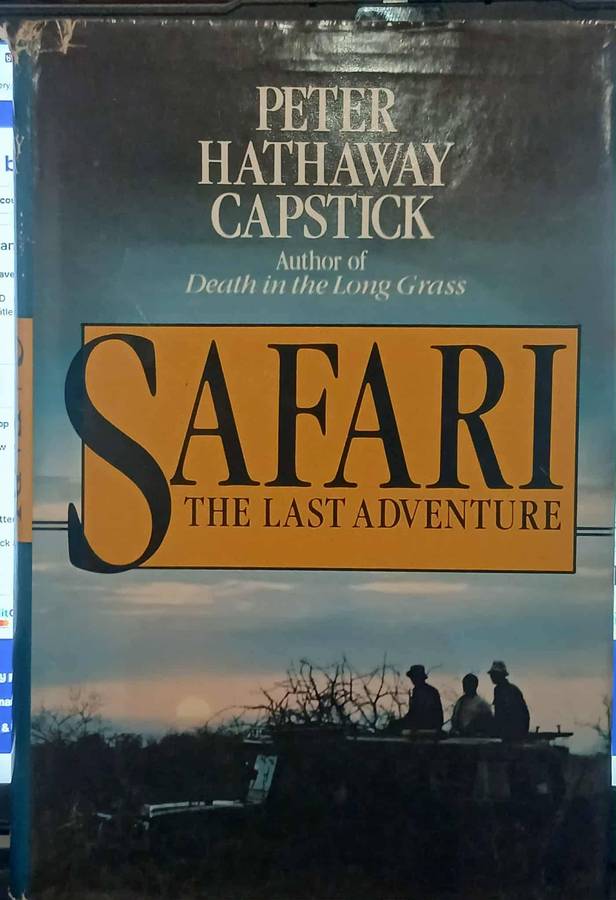 PETER
HATHAWAY
CAPSTICK
Author of
Death in the Long Grass
SAFARI
THE LAST ADVENTURE